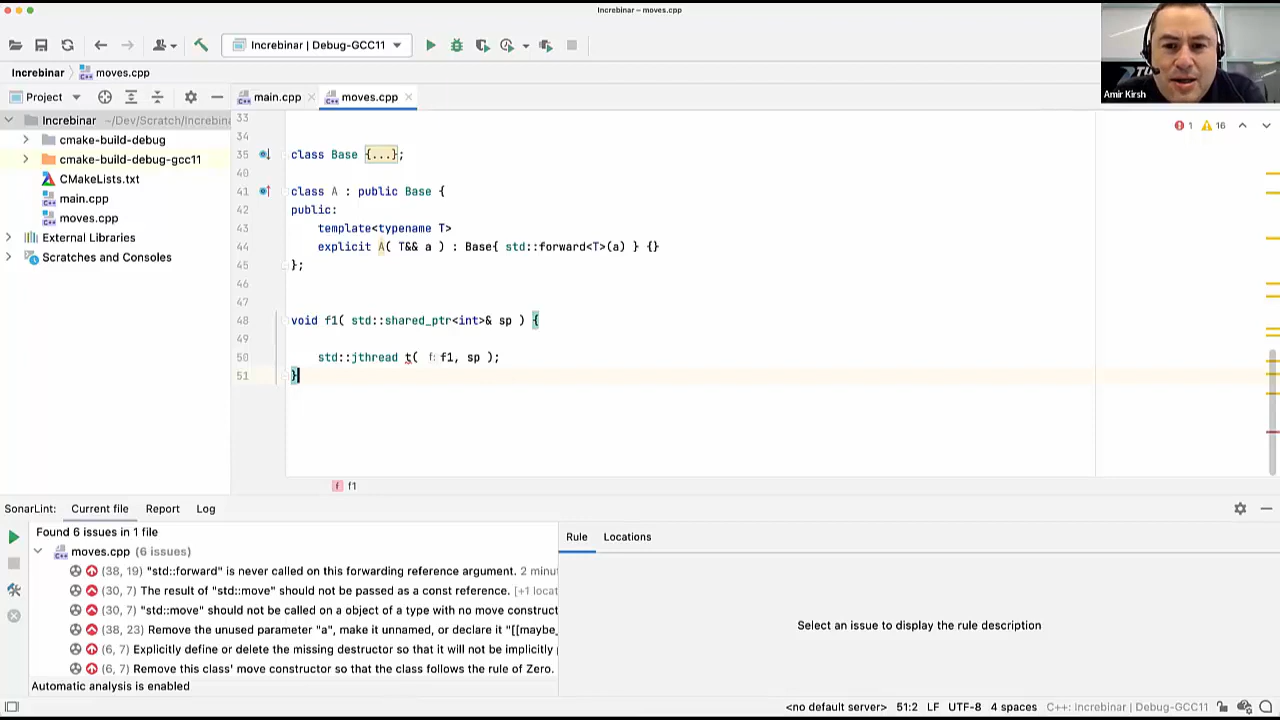 Increbinar – moves.cpp
Increbinar | Debug-GCC11
Increbinar moves.cpp
Amir Kirsh
Project main.cpp moves.cpp
Increbinar ~/Dev/Scratch/Increbin
cmake-build-debug
cmake-build-debug-gcc11
CMakeLists.txt
main.cpp
moves.cpp
External Libraries
Scratches and Consoles
1 16
33
34
35 class Base {...};
40
41 class A : public Base {
42 public:
43 template<typename T>
44 explicit A( T&& a ) : Base{ std::forward<T>(a) } {}
45 };
46
47
48 void f1( std::shared_ptr<int>& sp ) {
49
50 std::jthread t( f: f1, sp );
51 }
f f1
SonarLint: Current file Report Log
Found 6 issues in 1 file
moves.cpp (6 issues)
(38, 19) "std::forward" is never called on this forwarding reference argument. 2 minu
(30, 7) The result of "std::move" should not be passed as a const reference. [+1 locat
(30, 7) "std::move" should not be called on a object of a type with no move construct
(38, 23) Remove the unused parameter "a", make it unnamed, or declare it "[[maybe_
(6, 7) Explicitly define or delete the missing destructor so that it will not be implicitly
(6, 7) Remove this class' move constructor so that the class follows the rule of Zero.
Automatic analysis is enabled
Rule Locations
Select an issue to display the rule description
<no default server> 51:2 LF UTF-8 4 spaces C++: Increbinar | Debug-GCC11